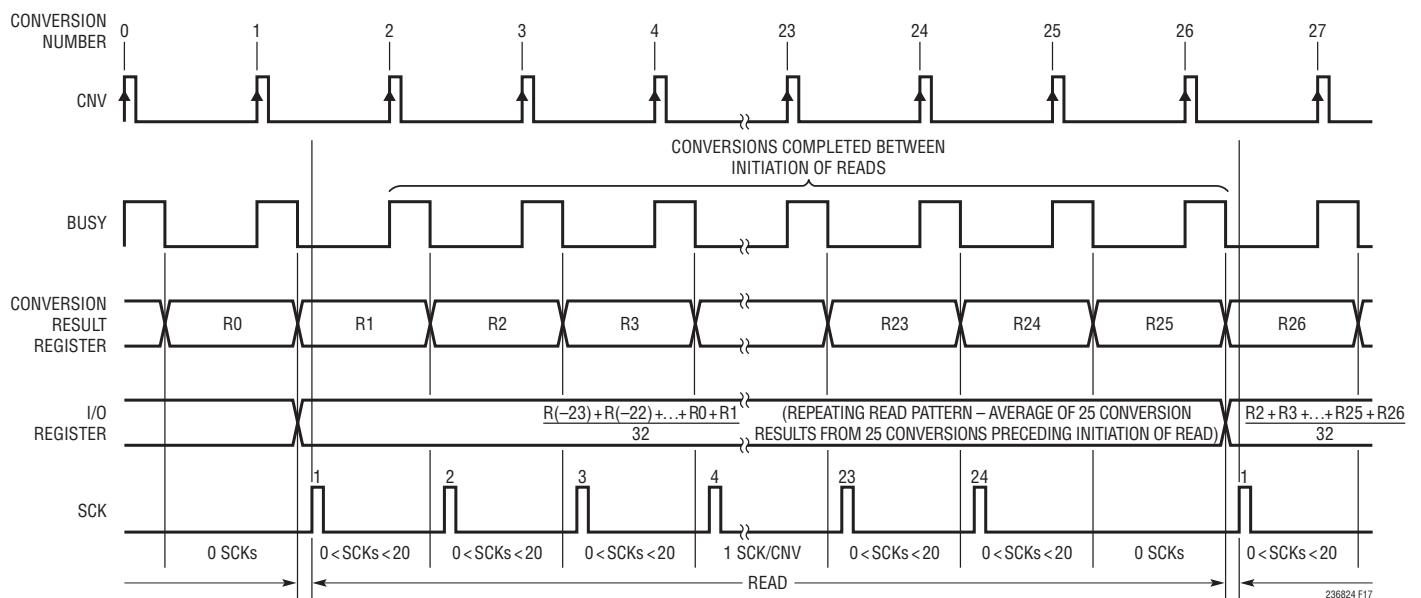 CONVERSION
NUMBER
0 1 2 3 4 23 24 25 26 27
CNV
CONVERSIONS COMPLETED BETWEEN
INITIATION OF READS
BUSY
CONVERSION
RESULT
REGISTER
R0 R1 R2 R3 R23 R24 R25 R26
I/O
REGISTER
R(–23) + R(–22) +…+ R0 + R1
32
(REPEATING READ PATTERN – AVERAGE OF 25 CONVERSION
RESULTS FROM 25 CONVERSIONS PRECEDING INITIATION OF READ)
R2 + R3 +…+ R25 + R26
32
SCK
1 2 3 4 23 24 1
0 SCKs 0 < SCKs < 20 0 < SCKs < 20 0 < SCKs < 20 1 SCK/CNV 0 < SCKs < 20 0 < SCKs < 20 0 SCKs 0 < SCKs < 20
READ
236824 F17